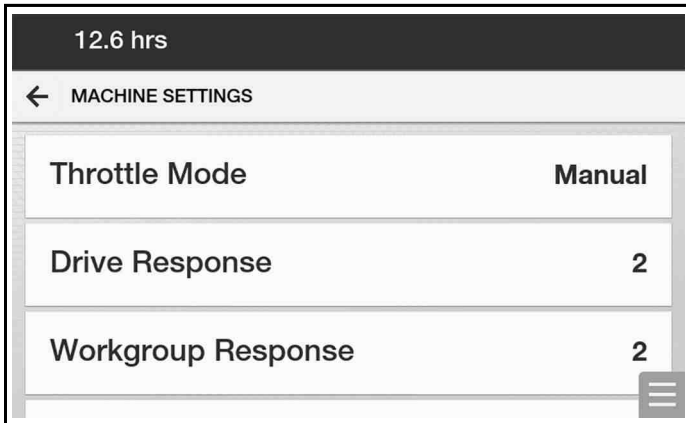 12.6 hrs
MACHINE SETTINGS
Throttle Mode Manual
Drive Response 2
Workgroup Response 2